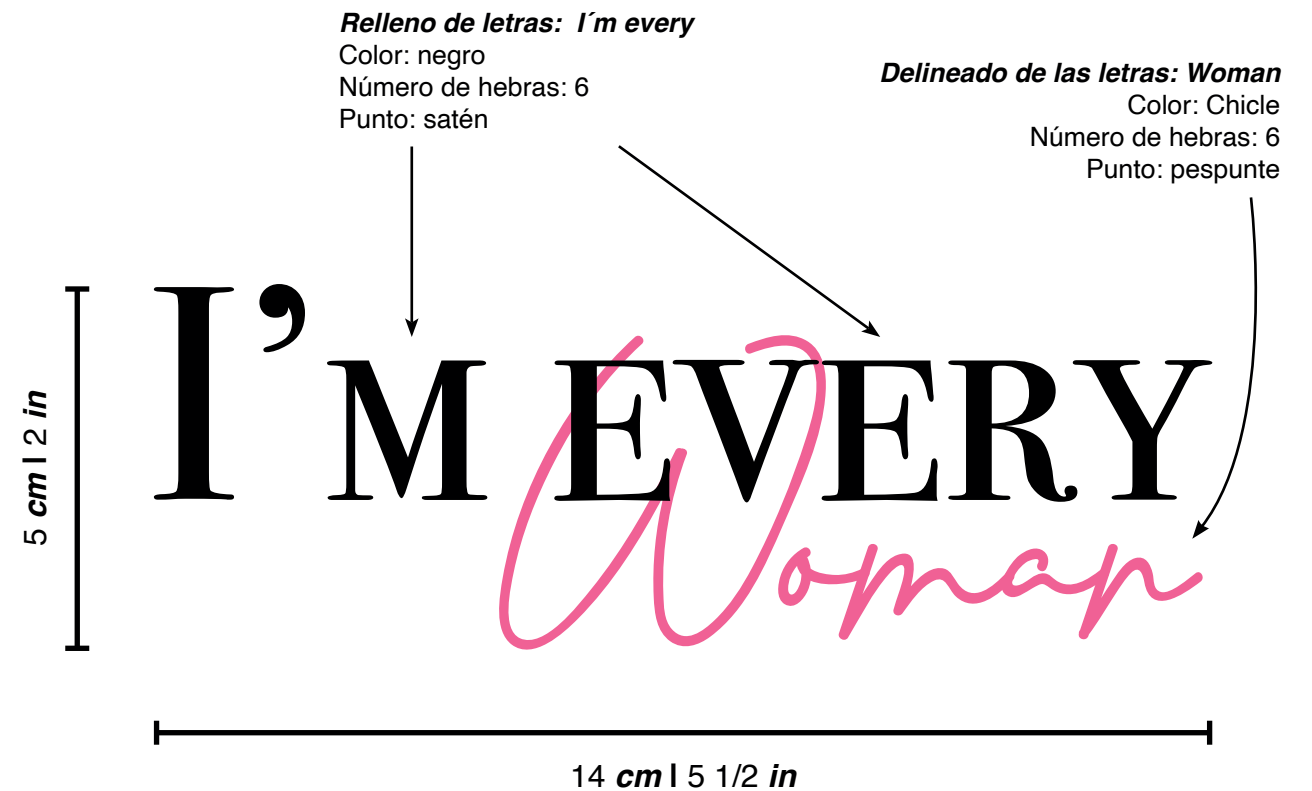 Relleno de letras: I´m every
Color: negro
Número de hebras: 6
Punto: satén
Delineado de las letras: Woman
Color: Chicle
Número de hebras: 6
Punto: pespunte
I’M EVERY
Woman
5 cm | 2 in
14 cm | 5 1/2 in